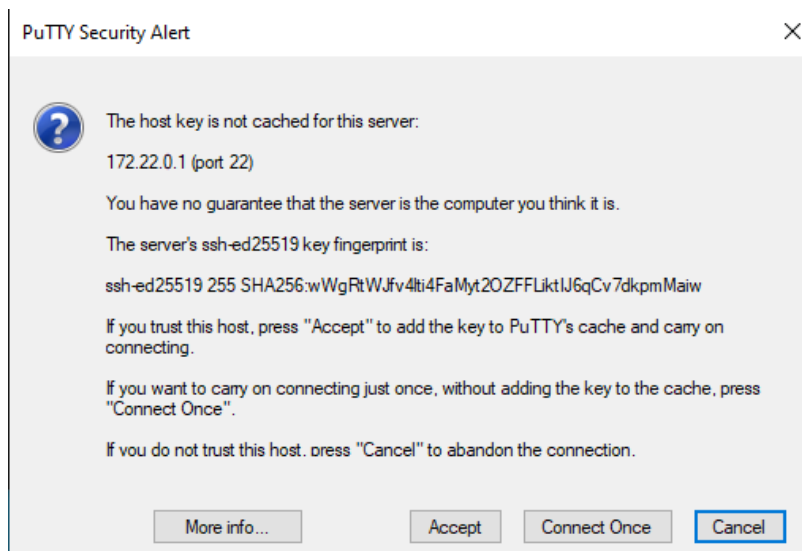 PuTTY Security Alert
The host key is not cached for this server:
172.22.0.1 (port 22)
You have no guarantee that the server is the computer you think it is.
The server's ssh-ed25519 key fingerprint is:
ssh-ed25519 255 SHA256:wWgRtWJfv4lti4FaMyt2OZFFLiktIJ6qCv7dkpmMaiw
If you trust this host, press "Accept" to add the key to PuTTY's cache and carry on
connecting.
If you want to carry on connecting just once, without adding the key to the cache, press
"Connect Once".
If you do not trust this host, press "Cancel" to abandon the connection.
More info... Accept Connect Once Cancel